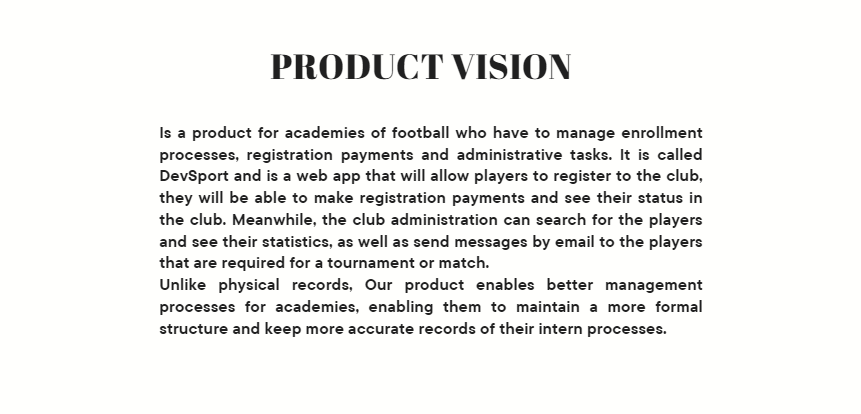 PRODUCT VISION
Is a product for academies of football who have to manage enrollment
processes, registration payments and administrative tasks. It is called
DevSport and is a web app that will allow players to register to the club,
they will be able to make registration payments and see their status in
the club. Meanwhile, the club administration can search for the players
and see their statistics, as well as send messages by email to the players
that are required for a tournament or match.
Unlike physical records, Our product enables better management
processes for academies, enabling them to maintain a more formal
structure and keep more accurate records of their intern processes.